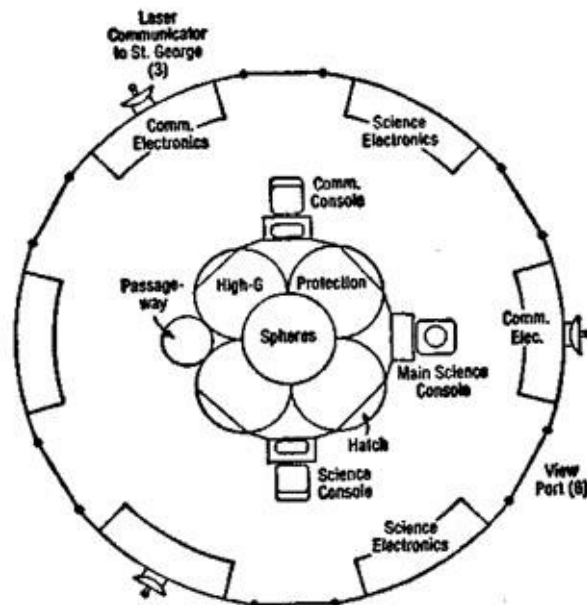 Laser
Communicator
to St. George
(3)
Comm.
Electronics
Science
Electronics
Comm.
Console
High-G
Protection
Passage-
way
Spheres
Comm.
Elec.
Main Science
Console
Hatch
Science
Console
View
Port (6)
Science
Electronics